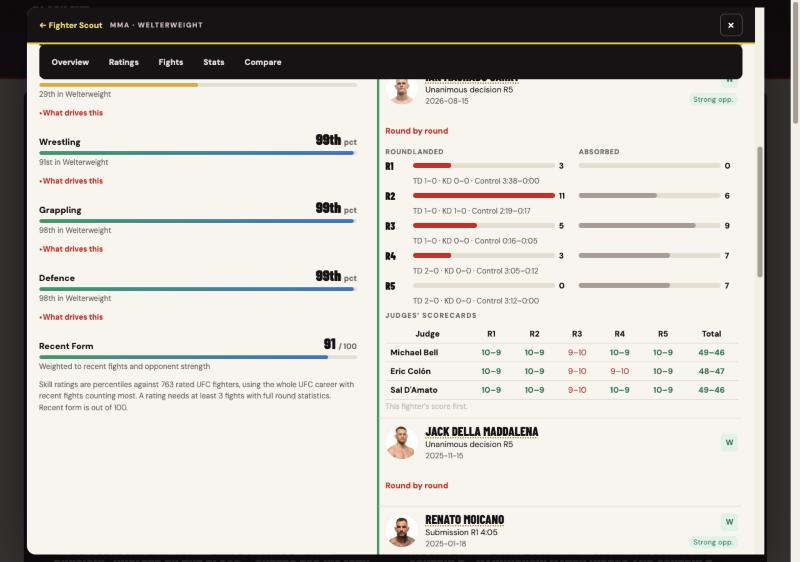 ← Fighter Scout MMA · WELTERWEIGHT ×
Overview Ratings Fights Stats Compare
29th in Welterweight
▸What drives this
Wrestling 99th pct
91st in Welterweight
▸What drives this
Grappling 99th pct
98th in Welterweight
▸What drives this
Defence 99th pct
98th in Welterweight
▸What drives this
Recent Form 91 / 100
Weighted to recent fights and opponent strength
Skill ratings are percentiles against 763 rated UFC fighters, using the whole UFC career with
recent fights counting most. A rating needs at least 3 fights with full round statistics.
Recent form is out of 100.
IAN MACHADO GARRY W
Unanimous decision R5
2026-08-15
Strong opp.
Round by round
ROUND LANDED ABSORBED
R1 3 0
TD 1–0 · KD 0–0 · Control 3:38–0:00
R2 11 6
TD 1–0 · KD 1–0 · Control 2:19–0:17
R3 5 9
TD 1–0 · KD 0–0 · Control 0:16–0:05
R4 3 7
TD 2–0 · KD 0–0 · Control 3:05–0:12
R5 0 7
TD 2–0 · KD 0–0 · Control 3:12–0:00
JUDGES' SCORECARDS
Judge R1 R2 R3 R4 R5 Total
Michael Bell 10–9 10–9 9–10 10–9 10–9 49–46
Eric Colón 10–9 10–9 9–10 9–10 10–9 48–47
Sal D'Amato 10–9 10–9 9–10 10–9 10–9 49–46
This fighter's score first.
JACK DELLA MADDALENA W
Unanimous decision R5
2025-11-15
Round by round
RENATO MOICANO W
Submission R1 4:05
2025-01-18
Strong opp.